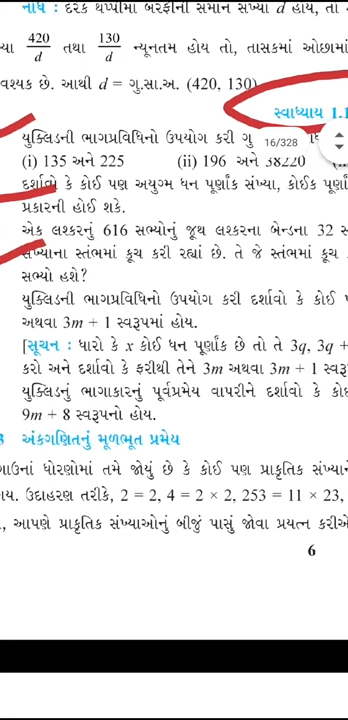 નોંધ : દરેક થપ્પીમાં બરફીની સમાન સંખ્યા d હોય, તો
ખ્યા 420/d તથા 130/d ન્યૂનતમ હોય તો, તાસકમાં ઓછામાં
વશ્યક છે. આથી d = ગુ.સા.અ. (420, 130)
સ્વાધ્યાય 1.1
યુક્લિડની ભાગપ્રવિધિનો ઉપયોગ કરી ગુ
16/328
(i) 135 અને 225 (ii) 196 અને 38220
દર્શાવો કે કોઈ પણ અયુગ્મ ધન પૂર્ણાંક સંખ્યા, કોઈક પૂર્ણાં
પ્રકારની હોઈ શકે.
એક લશ્કરનું 616 સભ્યોનું જૂથ લશ્કરના બેન્ડના 32 સ
સંખ્યાના સ્તંભમાં કૂચ કરી રહ્યાં છે. તે જે સ્તંભમાં કૂચ
સભ્યો હશે?
યુક્લિડની ભાગપ્રવિધિનો ઉપયોગ કરી દર્શાવો કે કોઈ
અથવા 3m + 1 સ્વરૂપમાં હોય.
[સૂચન : ધારો કે x કોઈ ધન પૂર્ણાંક છે તો તે 3q, 3q +
કરો અને દર્શાવો કે ફરીથી તેને 3m અથવા 3m + 1 સ્વરૂ
યુક્લિડનું ભાગાકારનું પૂર્વપ્રમેય વાપરીને દર્શાવો કે કો
9m + 8 સ્વરૂપનો હોય.
3 અંકગણિતનું મૂળભૂત પ્રમેય
ગાઉનાં ધોરણોમાં તમે જોયું છે કે કોઈ પણ પ્રાકૃતિક સંખ્યાન
ાય. ઉદાહરણ તરીકે, 2 = 2, 4 = 2 × 2, 253 = 11 × 23,
, આપણે પ્રાકૃતિક સંખ્યાઓનું બીજું પાસું જોવા પ્રયત્ન કરીએ
6